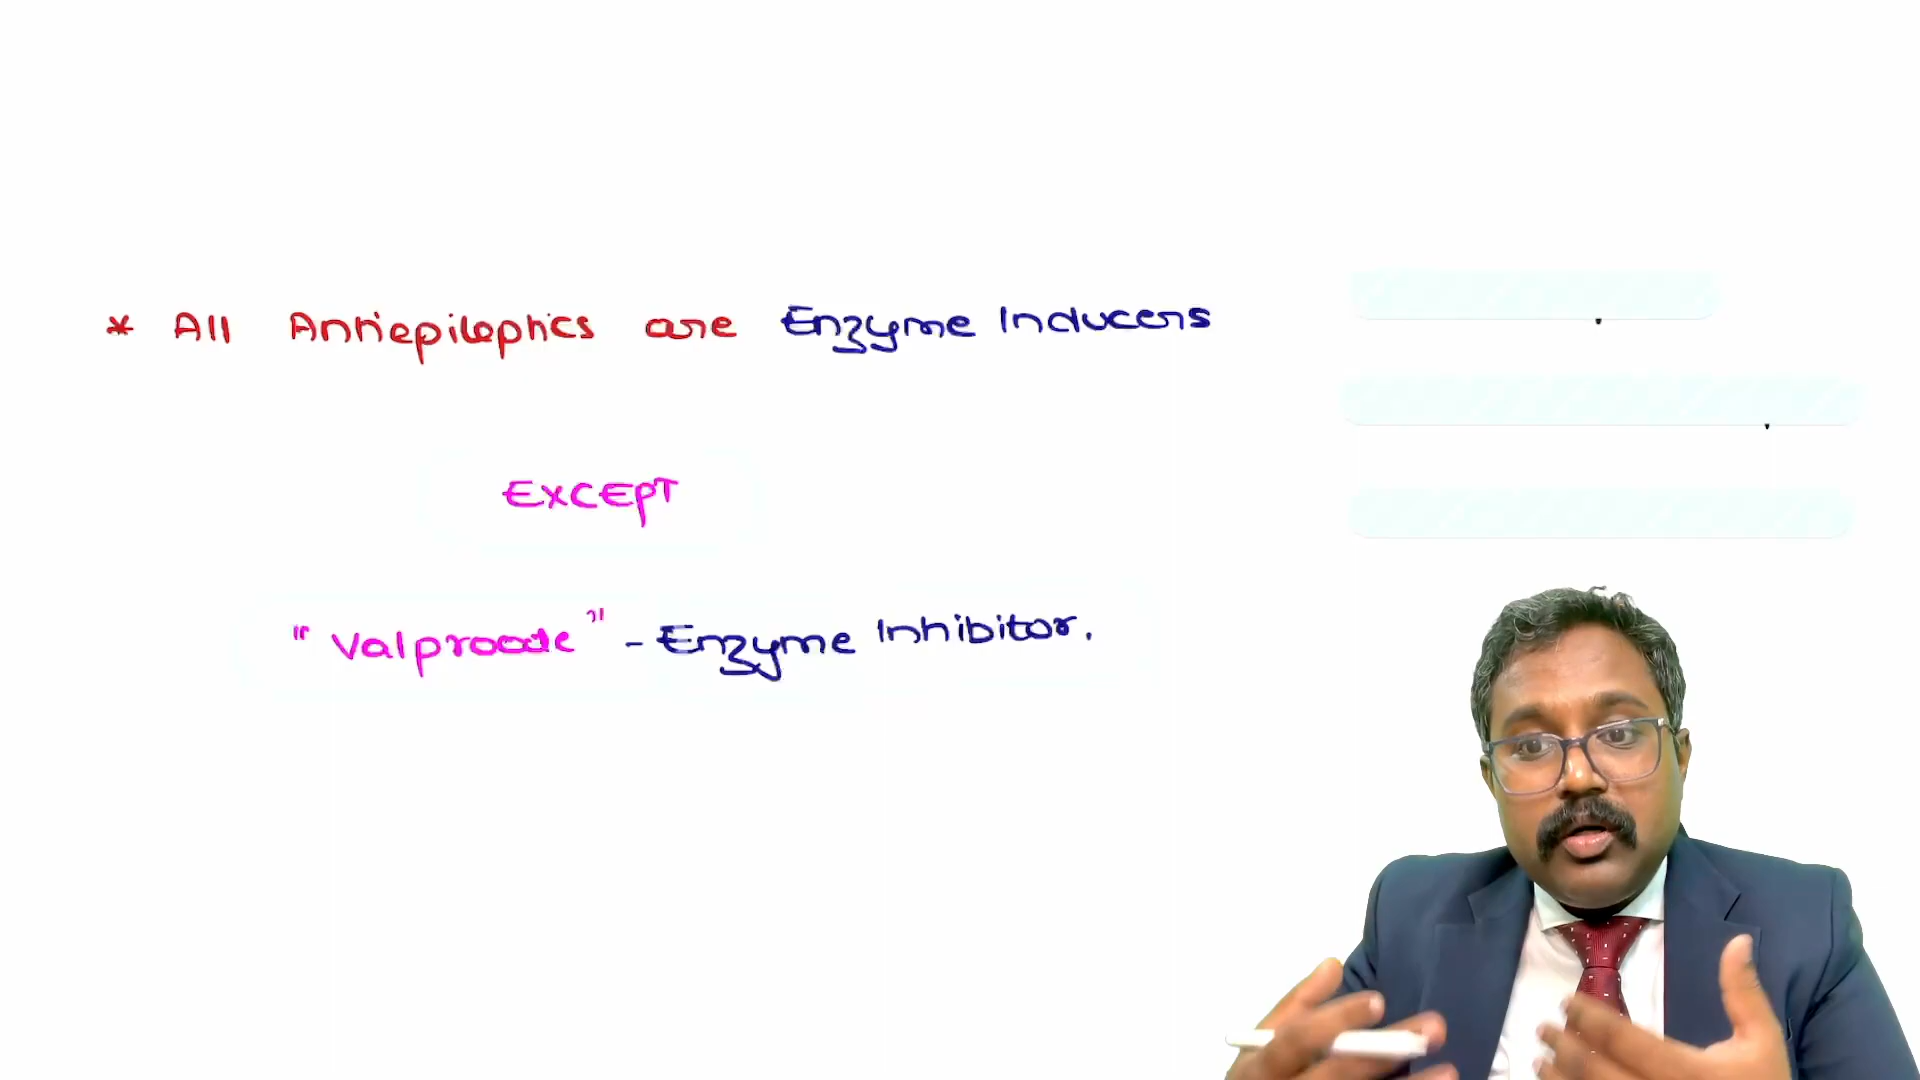 * All Antiepileptics are Enzyme Inducers
EXCEPT
"Valproate" - Enzyme Inhibitor.